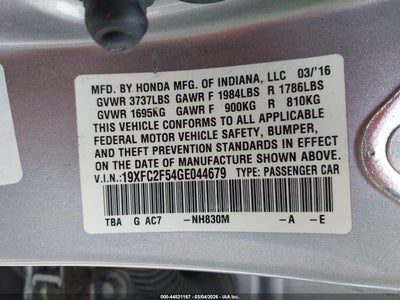 MFD. BY HONDA MFG. OF INDIANA, LLC 03/'16
GVWR 3737LBS GAWR F 1984LBS R 1786LBS
GVWR 1695KG GAWR F 900KG R 810KG
THIS VEHICLE CONFORMS TO ALL APPLICABLE
FEDERAL MOTOR VEHICLE SAFETY, BUMPER,
AND THEFT PREVENTION STANDARDS IN EFFECT
ON THE DATE OF MANUFACTURE SHOWN ABOVE.
V.I.N.: 19XFC2F54GE044679 TYPE: PASSENGER CAR
TBA G AC7 -NH830M -A -E
000-44521167 - 03/04/2026 - IAAI.COM